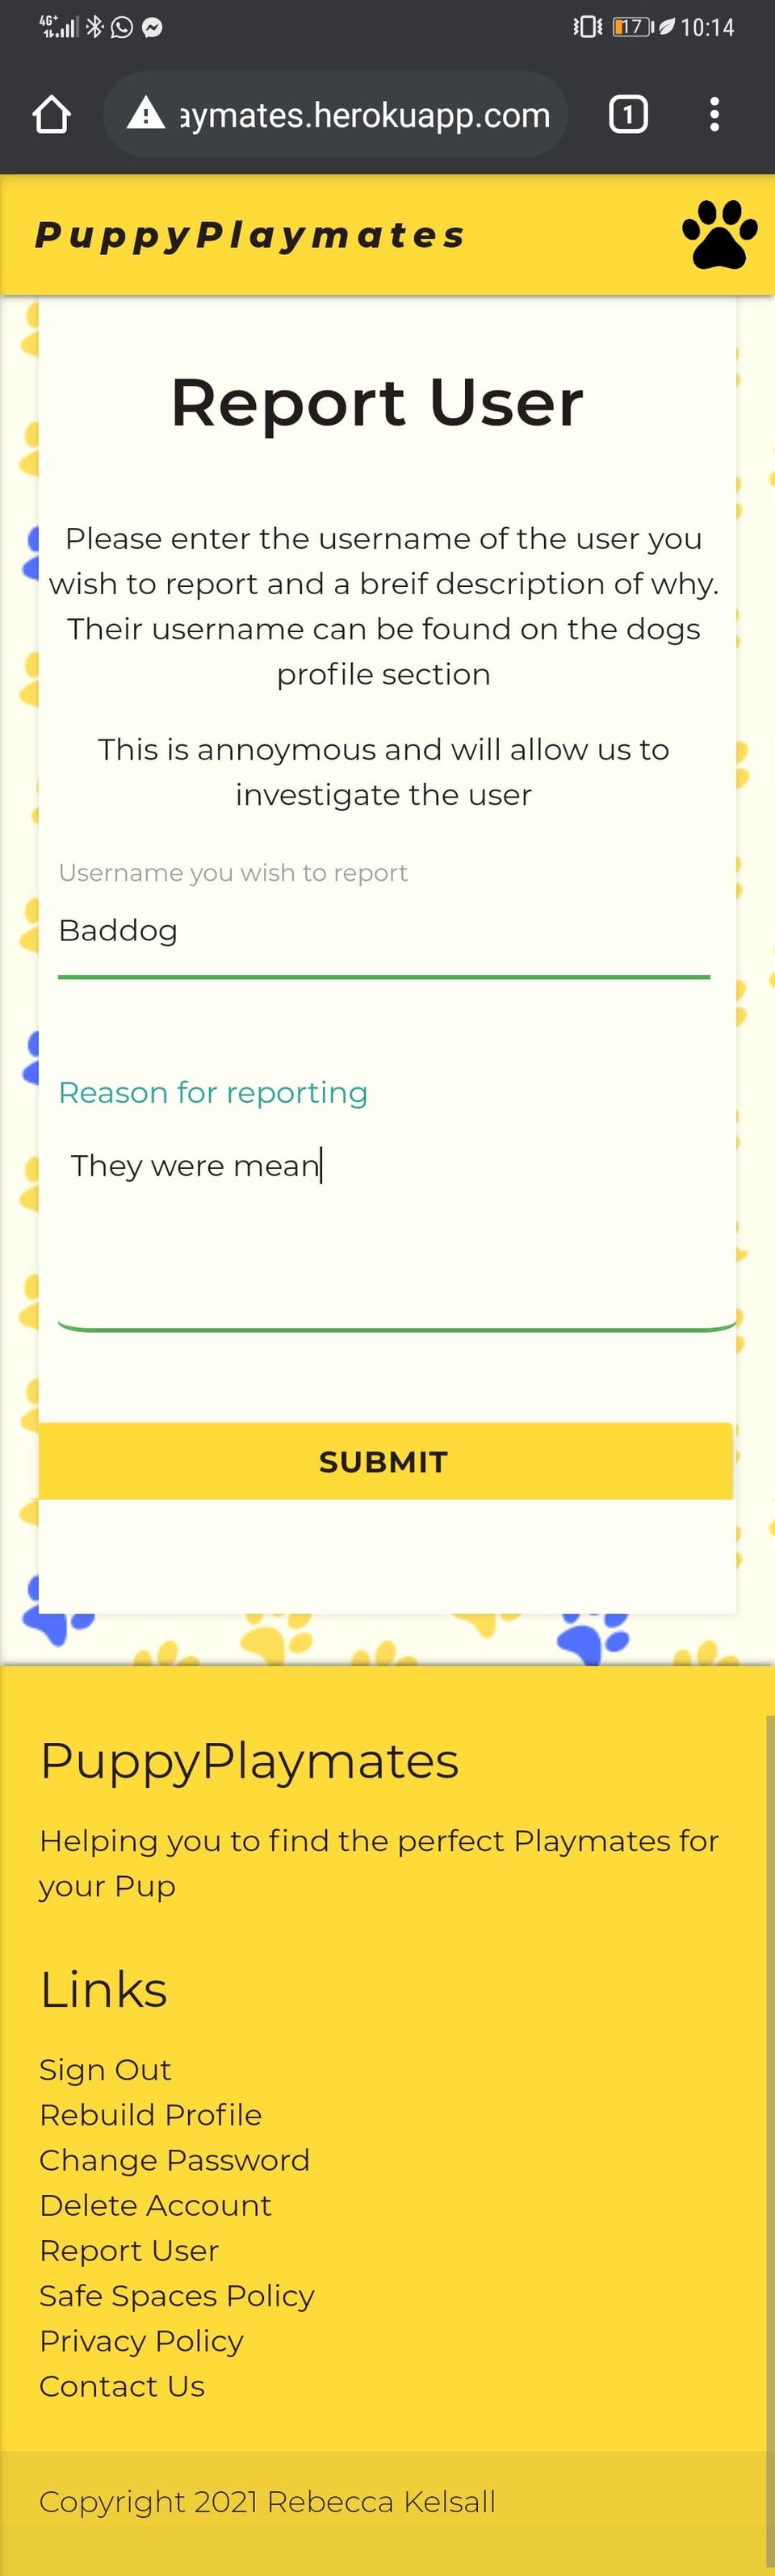 4G+
17
10:14
aymates.herokuapp.com
1
PuppyPlaymates
Report User
Please enter the username of the user you
wish to report and a breif description of why.
Their username can be found on the dogs
profile section
This is annoymous and will allow us to
investigate the user
Username you wish to report
Baddog
Reason for reporting
They were mean
SUBMIT
PuppyPlaymates
Helping you to find the perfect Playmates for
your Pup
Links
Sign Out
Rebuild Profile
Change Password
Delete Account
Report User
Safe Spaces Policy
Privacy Policy
Contact Us
Copyright 2021 Rebecca Kelsall